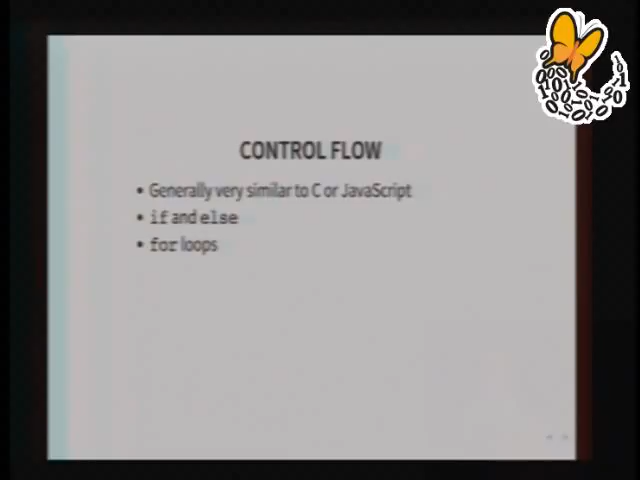 CONTROL FLOW
• Generally very similar to C or JavaScript
• if and else
• for loops